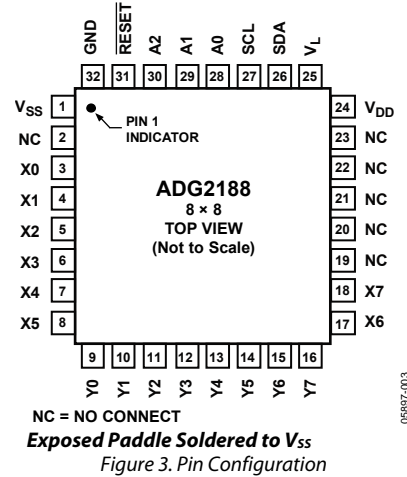 GND
RESET
A2
A1
A0
SCL
SDA
VL
32 31 30 29 28 27 26 25
VSS 1
NC 2
X0 3
X1 4
X2 5
X3 6
X4 7
X5 8
PIN 1
INDICATOR
ADG2188
8 × 8
TOP VIEW
(Not to Scale)
24 VDD
23 NC
22 NC
21 NC
20 NC
19 NC
18 X7
17 X6
9 10 11 12 13 14 15 16
Y0
Y1
Y2
Y3
Y4
Y5
Y6
Y7
NC = NO CONNECT
Exposed Paddle Soldered to VSS
Figure 3. Pin Configuration
05897-003